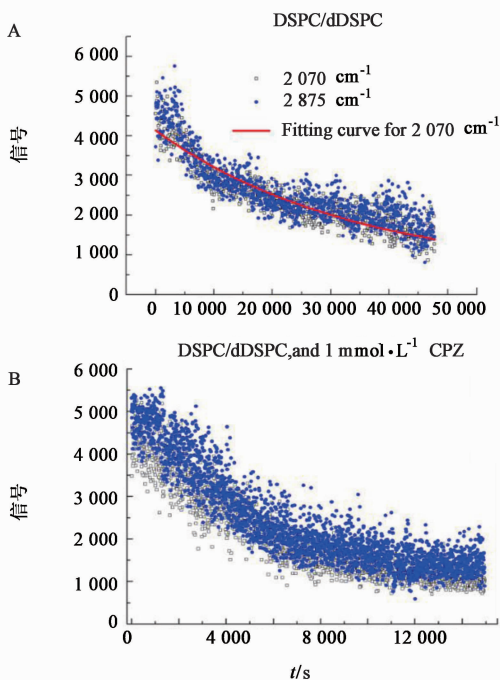 A
DSPC/dDSPC
2 070 cm-1
2 875 cm-1
Fitting curve for 2 070 cm-1
信号
6 000
5 000
4 000
3 000
2 000
1 000
0
0 10 000 20 000 30 000 40 000 50 000
B
DSPC/dDSPC,and 1 mmol·L-1 CPZ
信号
6 000
5 000
4 000
3 000
2 000
1 000
0
0 4 000 8 000 12 000
t/s